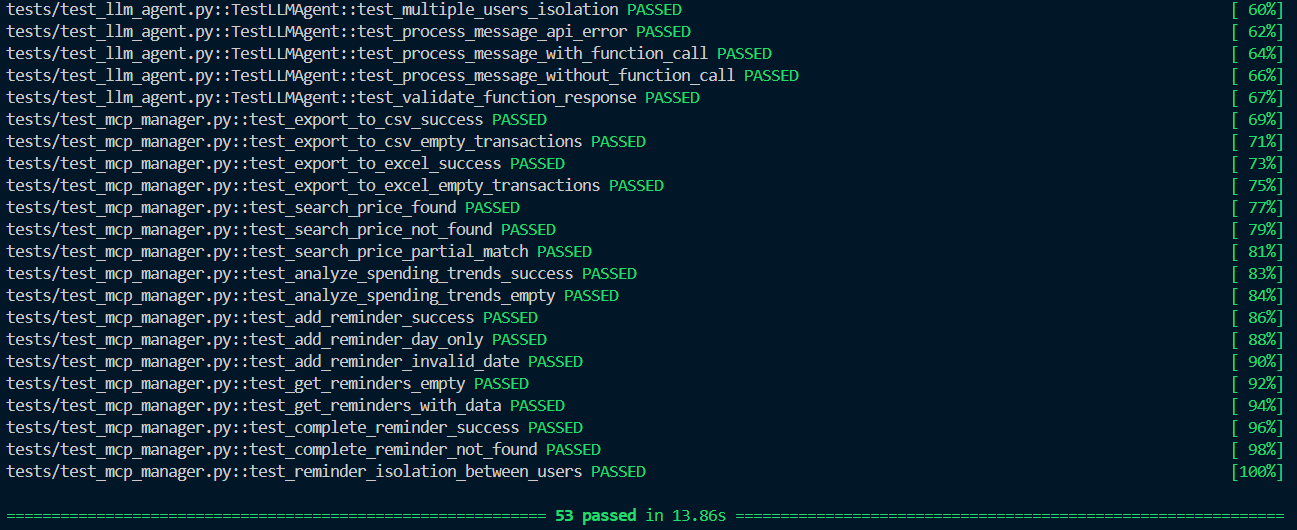 tests/test_llm_agent.py::TestLLMAgent::test_multiple_users_isolation PASSED [ 60%]
tests/test_llm_agent.py::TestLLMAgent::test_process_message_api_error PASSED [ 62%]
tests/test_llm_agent.py::TestLLMAgent::test_process_message_with_function_call PASSED [ 64%]
tests/test_llm_agent.py::TestLLMAgent::test_process_message_without_function_call PASSED [ 66%]
tests/test_llm_agent.py::TestLLMAgent::test_validate_function_response PASSED [ 67%]
tests/test_mcp_manager.py::test_export_to_csv_success PASSED [ 69%]
tests/test_mcp_manager.py::test_export_to_csv_empty_transactions PASSED [ 71%]
tests/test_mcp_manager.py::test_export_to_excel_success PASSED [ 73%]
tests/test_mcp_manager.py::test_export_to_excel_empty_transactions PASSED [ 75%]
tests/test_mcp_manager.py::test_search_price_found PASSED [ 77%]
tests/test_mcp_manager.py::test_search_price_not_found PASSED [ 79%]
tests/test_mcp_manager.py::test_search_price_partial_match PASSED [ 81%]
tests/test_mcp_manager.py::test_analyze_spending_trends_success PASSED [ 83%]
tests/test_mcp_manager.py::test_analyze_spending_trends_empty PASSED [ 84%]
tests/test_mcp_manager.py::test_add_reminder_success PASSED [ 86%]
tests/test_mcp_manager.py::test_add_reminder_day_only PASSED [ 88%]
tests/test_mcp_manager.py::test_add_reminder_invalid_date PASSED [ 90%]
tests/test_mcp_manager.py::test_get_reminders_empty PASSED [ 92%]
tests/test_mcp_manager.py::test_get_reminders_with_data PASSED [ 94%]
tests/test_mcp_manager.py::test_complete_reminder_success PASSED [ 96%]
tests/test_mcp_manager.py::test_complete_reminder_not_found PASSED [ 98%]
tests/test_mcp_manager.py::test_reminder_isolation_between_users PASSED [100%]
============================================================ 53 passed in 13.86s =============================================================